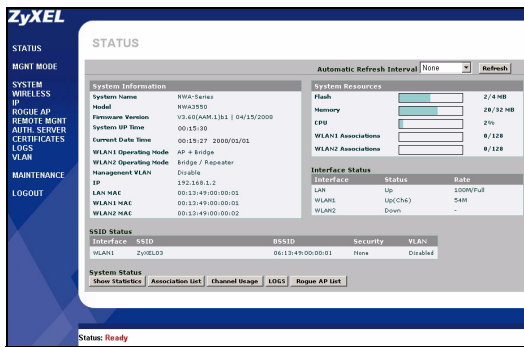 ZyXEL
STATUS
MGNT MODE
SYSTEM
WIRELESS
IP
ROGUE AP
REMOTE MGNT
AUTH. SERVER
CERTIFICATES
LOGS
VLAN
MAINTENANCE
LOGOUT
STATUS
Automatic Refresh Interval None Refresh
System Information
System Name NWA-Series
Model NWA3550
Firmware Version V3.60(AAM.1)b1 | 04/15/2008
System UP Time 00:15:30
Current Date Time 00:15:27 2000/01/01
WLAN1 Operating Mode AP + Bridge
WLAN2 Operating Mode Bridge / Repeater
Management VLAN Disable
IP 192.168.1.2
LAN MAC 00:13:49:00:00:01
WLAN1 MAC 00:13:49:00:00:01
WLAN2 MAC 00:13:49:00:00:02
System Resources
Flash 2/4 MB
Memory 20/32 MB
CPU 2%
WLAN1 Associations 0/128
WLAN2 Associations 0/128
Interface Status
Interface Status Rate
LAN Up 100M/Full
WLAN1 Up(Ch6) 54M
WLAN2 Down -
SSID Status
Interface SSID BSSID Security VLAN
WLAN1 ZyXEL03 06:13:49:00:00:01 None Disabled
System Status
Show Statistics Association List Channel Usage LOGS Rogue AP List
Status: Ready